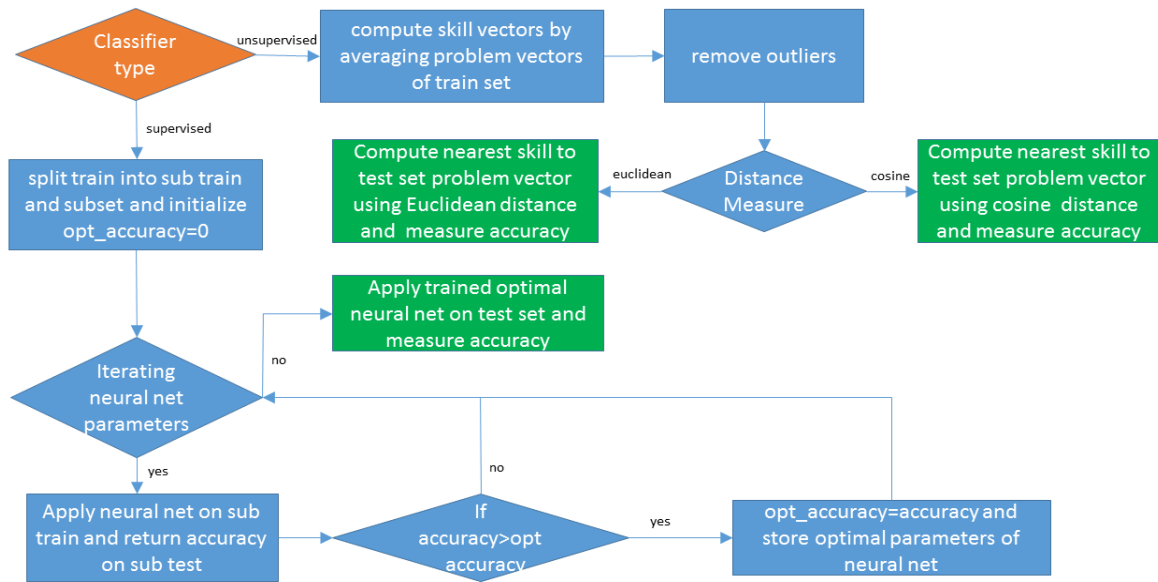 Classifier
type
unsupervised
compute skill vectors by
averaging problem vectors
of train set
remove outliers
supervised
split train into sub train
and subset and initialize
opt_accuracy=0
Compute nearest skill to
test set problem vector
using Euclidean distance
and measure accuracy
euclidean
Distance
Measure
cosine
Compute nearest skill to
test set problem vector
using cosine distance
and measure accuracy
Apply trained optimal
neural net on test set and
measure accuracy
no
Iterating
neural net
parameters
yes
no
Apply neural net on sub
train and return accuracy
on sub test
If
accuracy>opt
accuracy
yes
opt_accuracy=accuracy and
store optimal parameters of
neural net